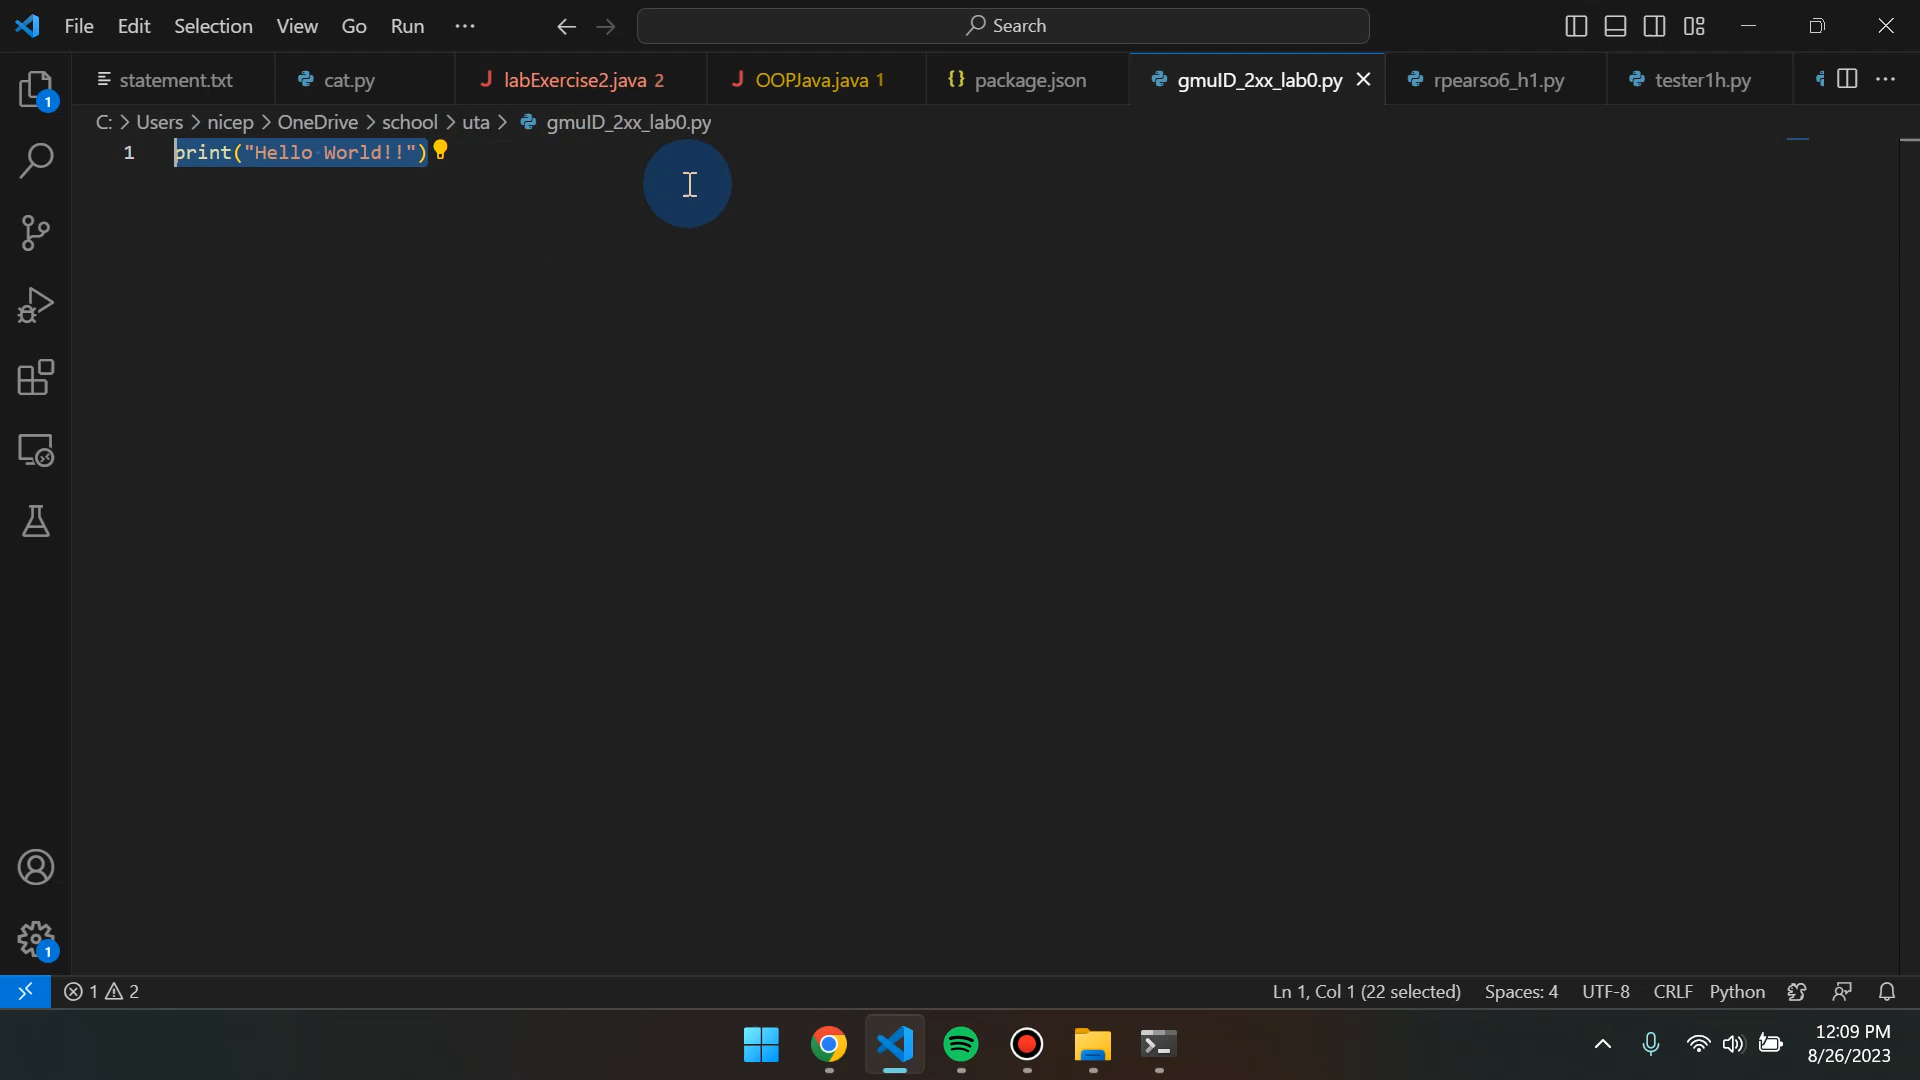 File Edit Selection View Go Run ··· Search
statement.txt cat.py labExercise2.java 2 OOPJava.java 1 package.json gmuID_2xx_lab0.py rpearso6_h1.py tester1h.py
C: > Users > nicep > OneDrive > school > uta > gmuID_2xx_lab0.py
1 print("Hello World!!")
1
1
1 2 Ln 1, Col 1 (22 selected) Spaces: 4 UTF-8 CRLF Python
12:09 PM
8/26/2023